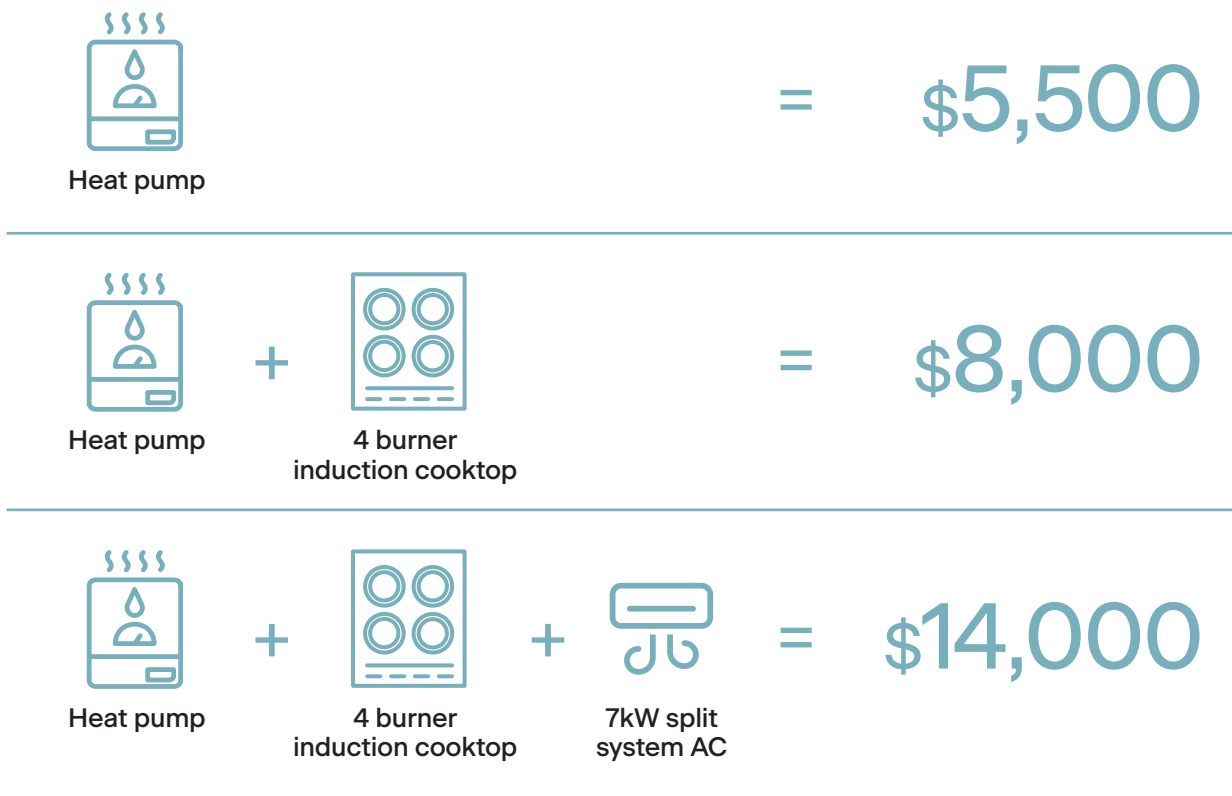 = $5,500
Heat pump
+ = $8,000
Heat pump
4 burner
induction cooktop
+ + = $14,000
Heat pump
4 burner
induction cooktop
7kW split
system AC